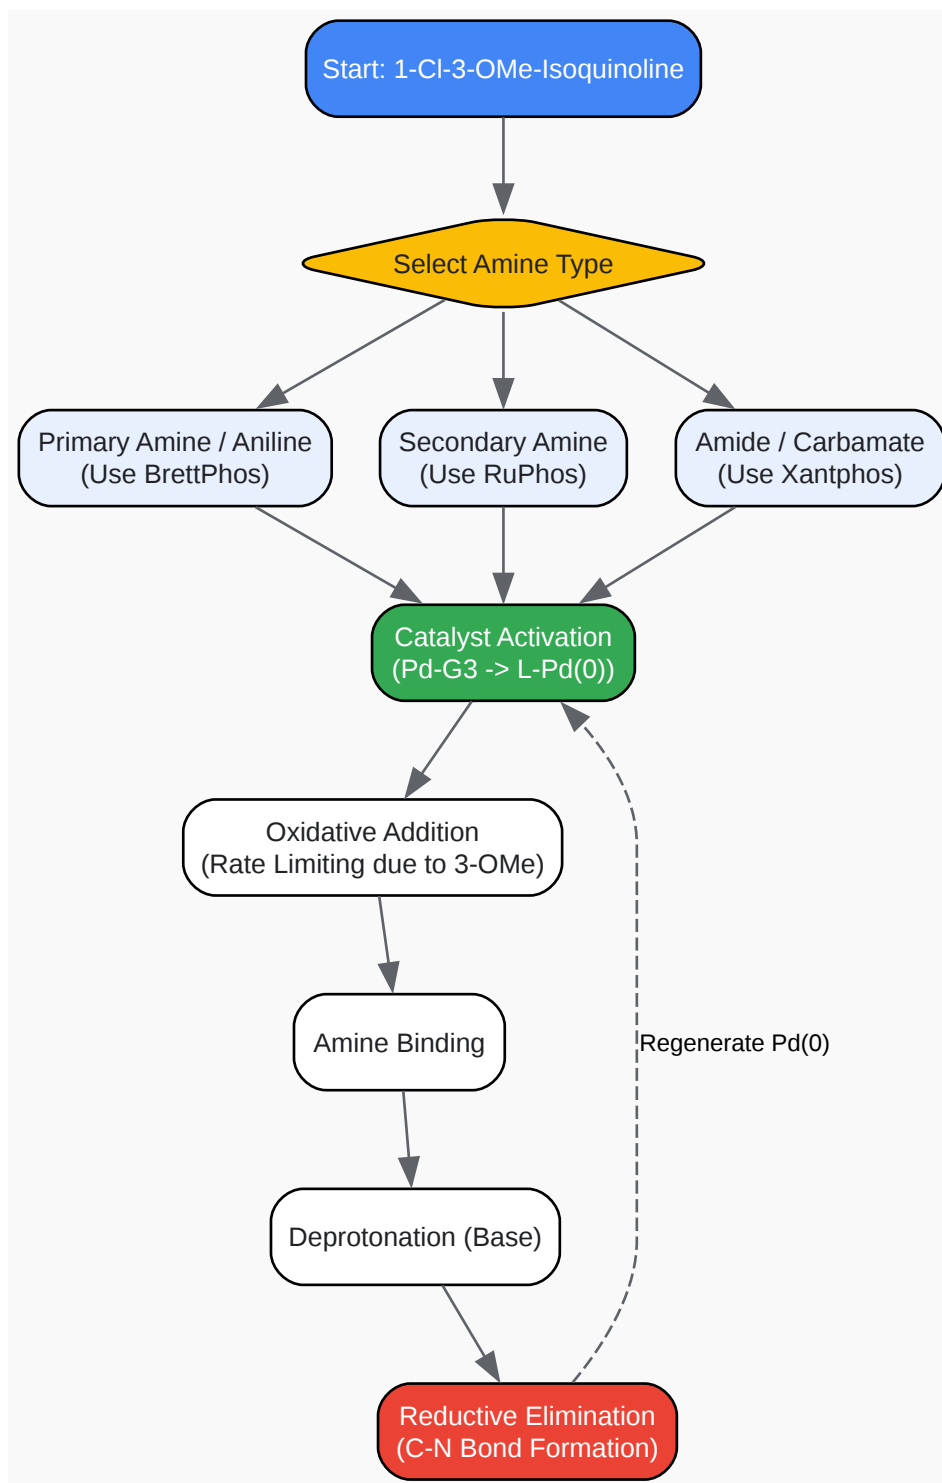 Start: 1-Cl-3-OMe-Isoquinoline
Select Amine Type
Primary Amine / Aniline
(Use BrettPhos)
Secondary Amine
(Use RuPhos)
Amide / Carbamate
(Use Xantphos)
Catalyst Activation
(Pd-G3 -> L-Pd(0))
Oxidative Addition
(Rate Limiting due to 3-OMe)
Amine Binding
Regenerate Pd(0)
Deprotonation (Base)
Reductive Elimination
(C-N Bond Formation)